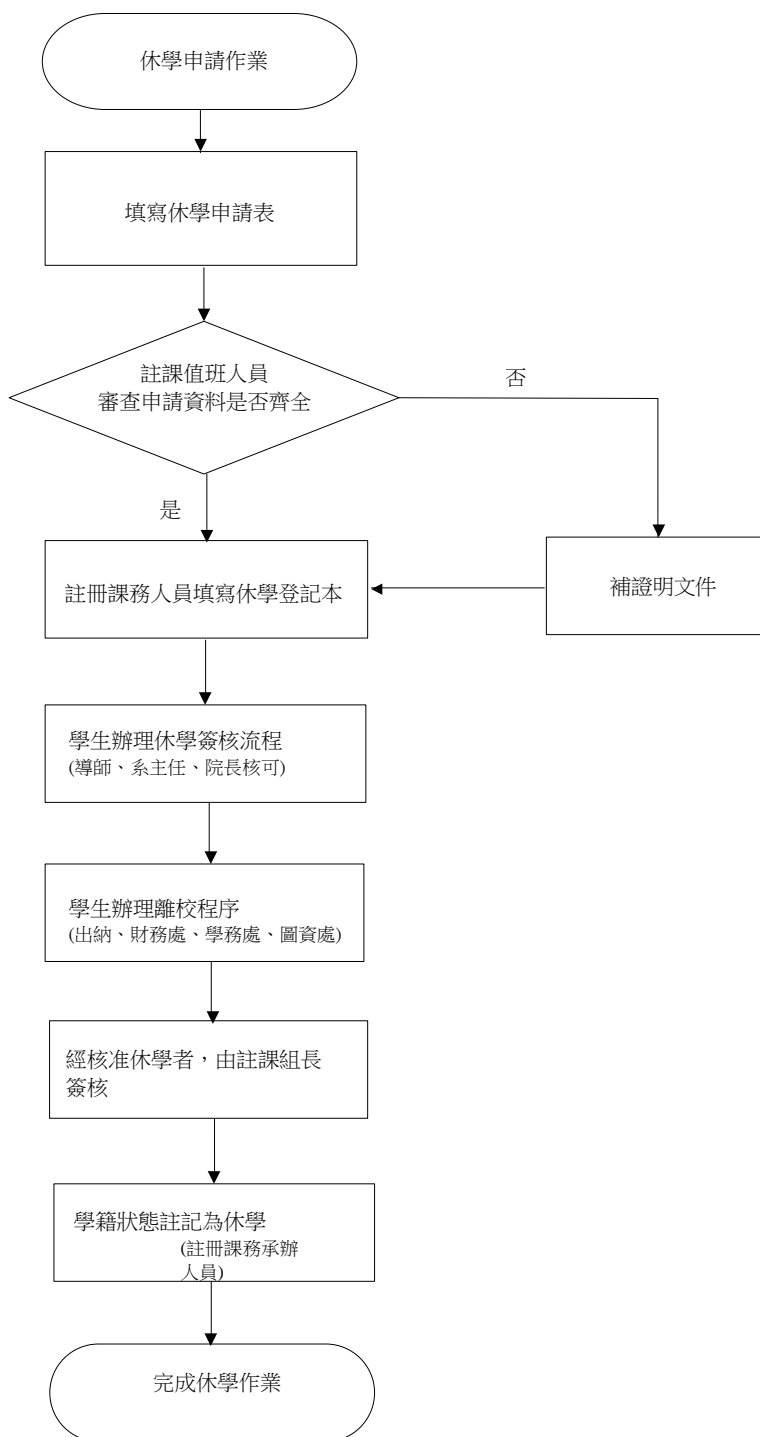 休學申請作業
填寫休學申請表
註課值班人員
審查申請資料是否齊全
否
是
註冊課務人員填寫休學登記本
補證明文件
學生辦理休學簽核流程
(導師、系主任、院長核可)
學生辦理離校程序
(出納、財務處、學務處、圖資處)
經核准休學者，由註課組長
簽核
學籍狀態註記為休學
(註冊課務承辦
人員)
完成休學作業